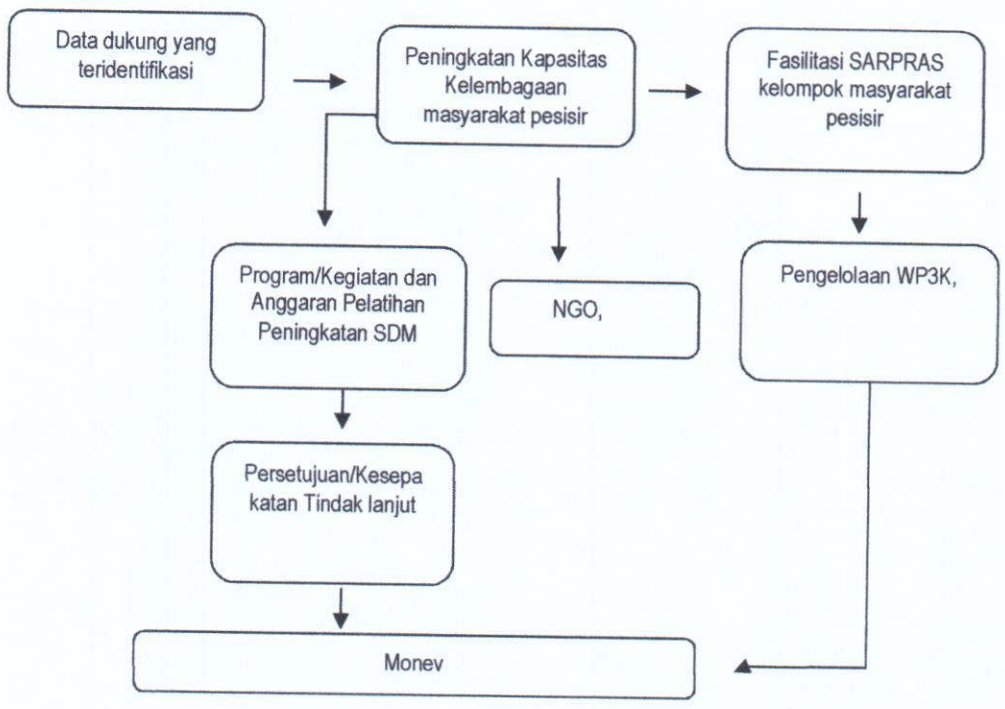 Data dukung yang
teridentifikasi
Peningkatan Kapasitas
Kelembagaan
masyarakat pesisir
Fasilitasi SARPRAS
kelompok masyarakat
pesisir
Program/Kegiatan dan
Anggaran Pelatihan
Peningkatan SDM
NGO,
Pengelolaan WP3K,
Persetujuan/Kesepa
katan Tindak lanjut
Monev